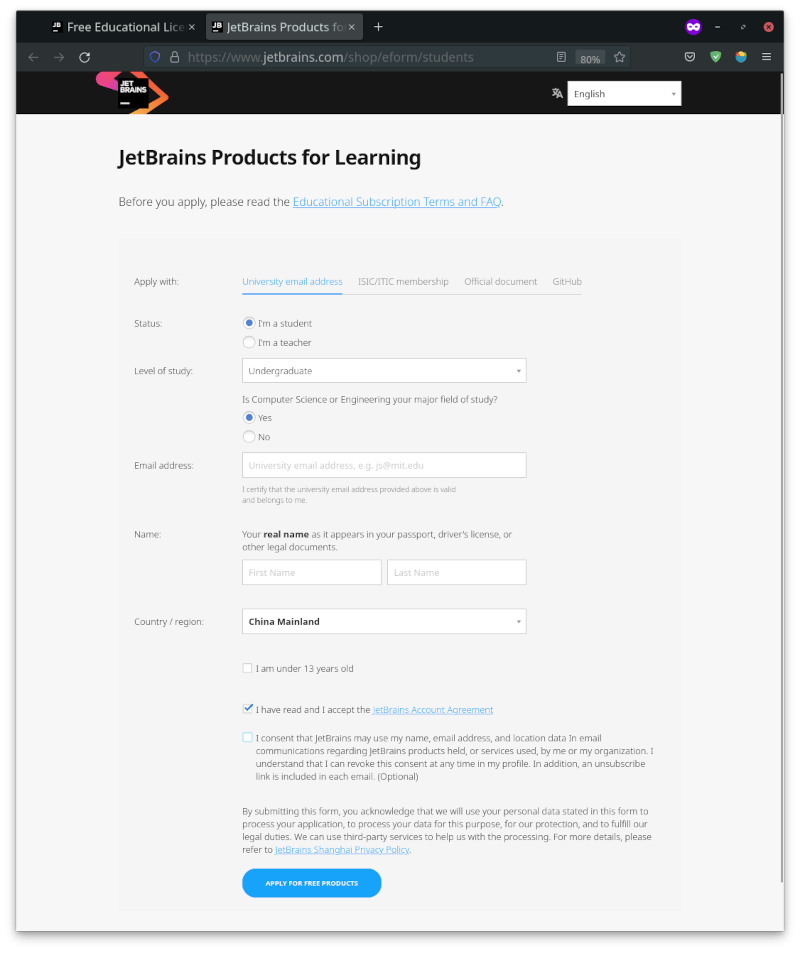 Free Educational Lice
JetBrains Products fo
https://www.jetbrains.com/shop/eform/students
80%
JET
BRAINS
English
JetBrains Products for Learning
Before you apply, please read the Educational Subscription Terms and FAQ.
Apply with:
University email address
ISIC/ITIC membership
Official document
GitHub
Status:
I'm a student
I'm a teacher
Level of study:
Undergraduate
Is Computer Science or Engineering your major field of study?
Yes
No
Email address:
University email address, e.g. js@mit.edu
I certify that the university email address provided above is valid
and belongs to me.
Name:
Your real name as it appears in your passport, driver's license, or
other legal documents.
First Name
Last Name
Country / region:
China Mainland
I am under 13 years old
I have read and I accept the JetBrains Account Agreement
I consent that JetBrains may use my name, email address, and location data In email
communications regarding JetBrains products held, or services used, by me or my organization. I
understand that I can revoke this consent at any time in my profile. In addition, an unsubscribe
link is included in each email. (Optional)
By submitting this form, you acknowledge that we will use your personal data stated in this form to
process your application, to process your data for this purpose, for our protection, and to fulfill our
legal duties. We can use third-party services to help us with the processing. For more details, please
refer to JetBrains Shanghai Privacy Policy.
APPLY FOR FREE PRODUCTS